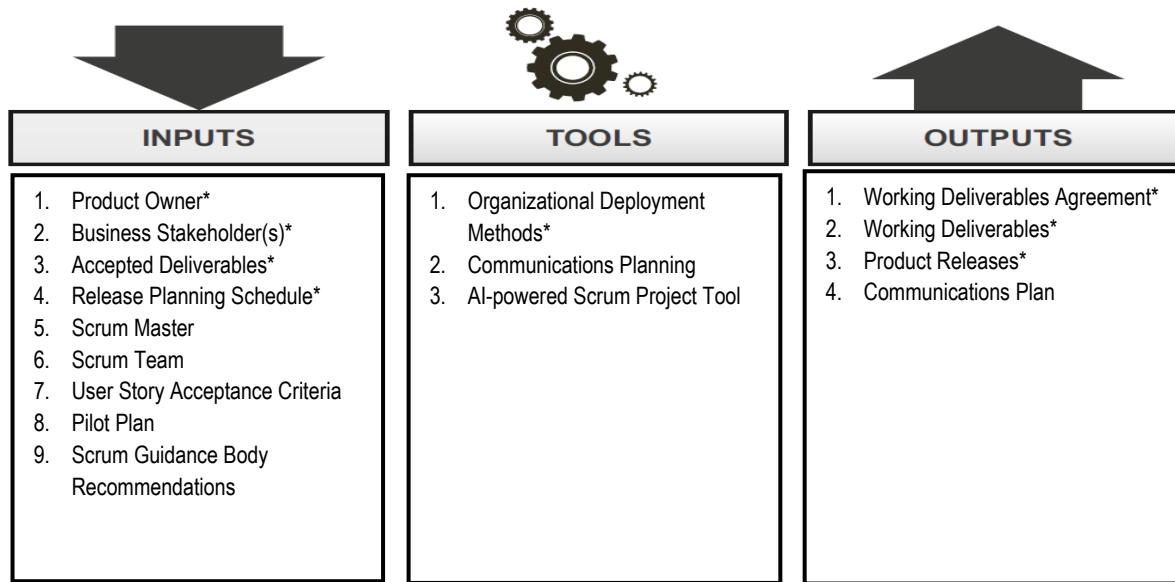 INPUTS
1. Product Owner*
2. Business Stakeholder(s)*
3. Accepted Deliverables*
4. Release Planning Schedule*
5. Scrum Master
6. Scrum Team
7. User Story Acceptance Criteria
8. Pilot Plan
9. Scrum Guidance Body
Recommendations
TOOLS
1. Organizational Deployment
Methods*
2. Communications Planning
3. AI-powered Scrum Project Tool
OUTPUTS
1. Working Deliverables Agreement*
2. Working Deliverables*
3. Product Releases*
4. Communications Plan